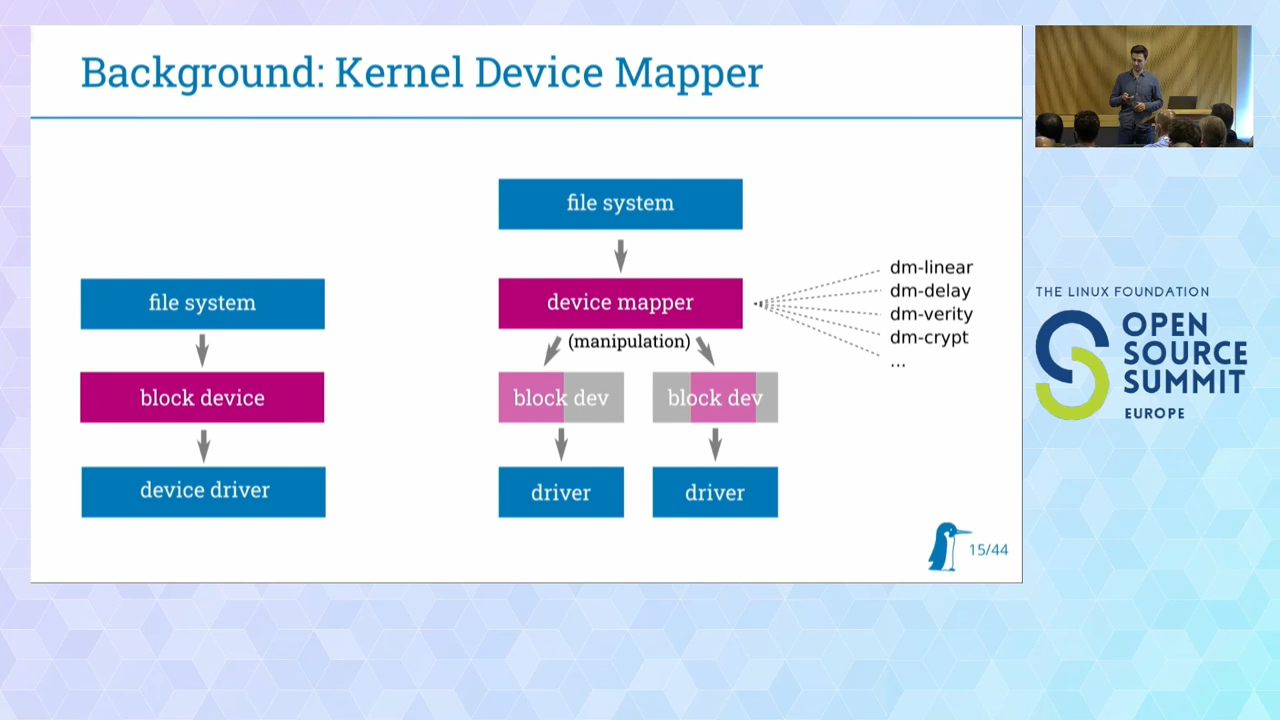 Background: Kernel Device Mapper
file system
block device
device driver
file system
device mapper
(manipulation)
block dev
block dev
driver
driver
dm-linear
dm-delay
dm-verity
dm-crypt
...
15/44
THE LINUX FOUNDATION
OPEN
SOURCE
SUMMIT
EUROPE